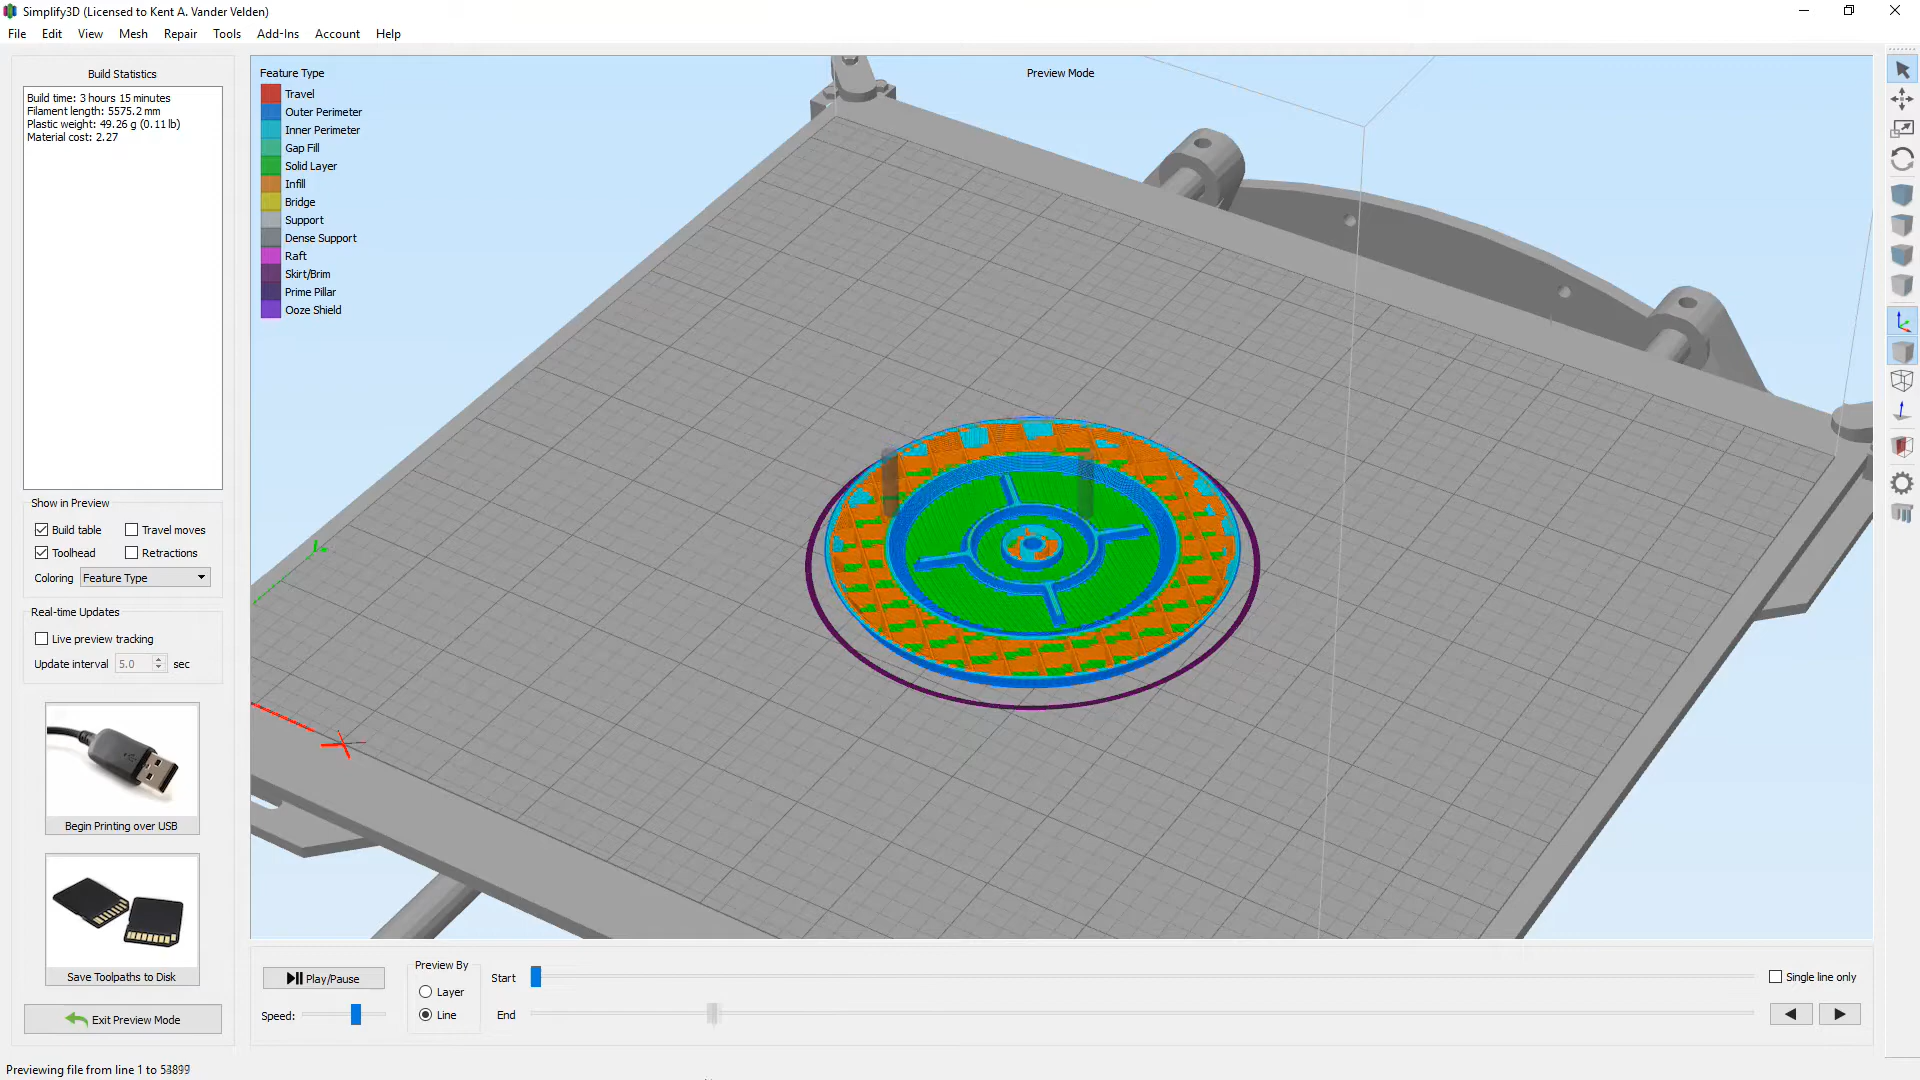 Simplify3D (Licensed to Kent A. Vander Velden)
File Edit View Mesh Repair Tools Add-Ins Account Help
Build Statistics
Build time: 3 hours 15 minutes
Filament length: 5575.2 mm
Plastic weight: 49.26 g (0.11 lb)
Material cost: 2.27
Show in Preview
Build table
Travel moves
Toolhead
Retractions
Coloring Feature Type
Real-time Updates
Live preview tracking
Update interval 5.0 sec
Begin Printing over USB
Save Toolpaths to Disk
Exit Preview Mode
Feature Type
Travel
Outer Perimeter
Inner Perimeter
Gap Fill
Solid Layer
Infill
Bridge
Support
Dense Support
Raft
Skirt/Brim
Prime Pillar
Ooze Shield
Preview Mode
Play/Pause
Speed:
Preview By
Layer
Line
Start
End
Single line only
Previewing file from line 1 to